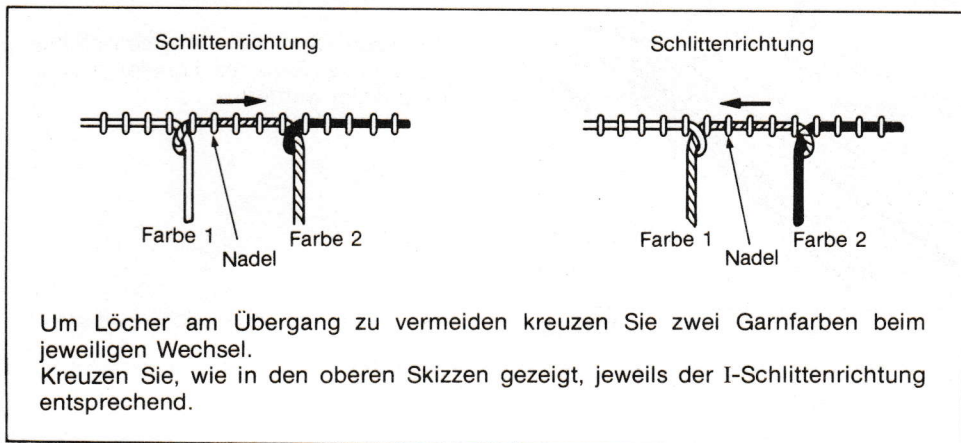 Schlittenrichtung
Schlittenrichtung
Farbe 1
Nadel
Farbe 2
Farbe 1
Nadel
Farbe 2
Um Löcher am Übergang zu vermeiden kreuzen Sie zwei Garnfarben beim
jeweiligen Wechsel.
Kreuzen Sie, wie in den oberen Skizzen gezeigt, jeweils der I-Schlittenrichtung
entsprechend.